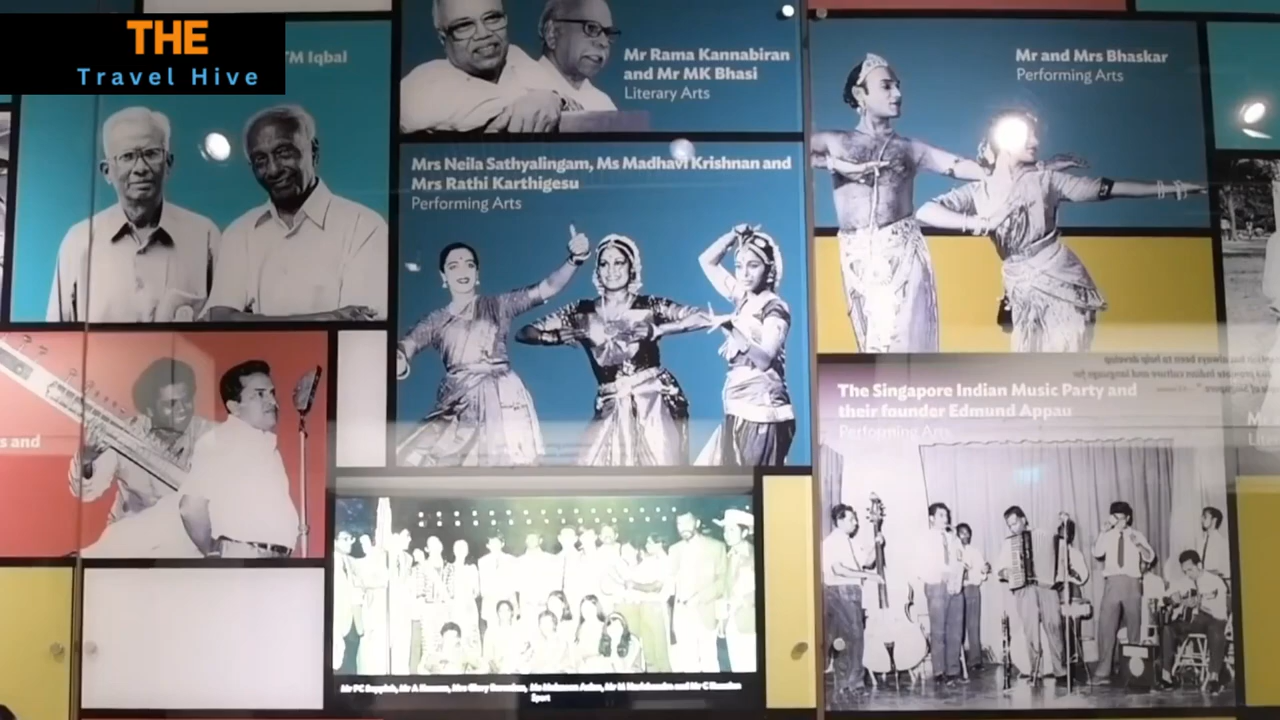 THE
Travel Hive
TM Iqbal
Mr Rama Kannabiran
and Mr MK Bhasi
Literary Arts
Mr and Mrs Bhaskar
Performing Arts
Mrs Neila Sathyalingam, Ms Madhavi Krishnan and
Mrs Rathi Karthigesu
Performing Arts
s and
The Singapore Indian Music Party and
their founder Edmund Appau
Performing Arts